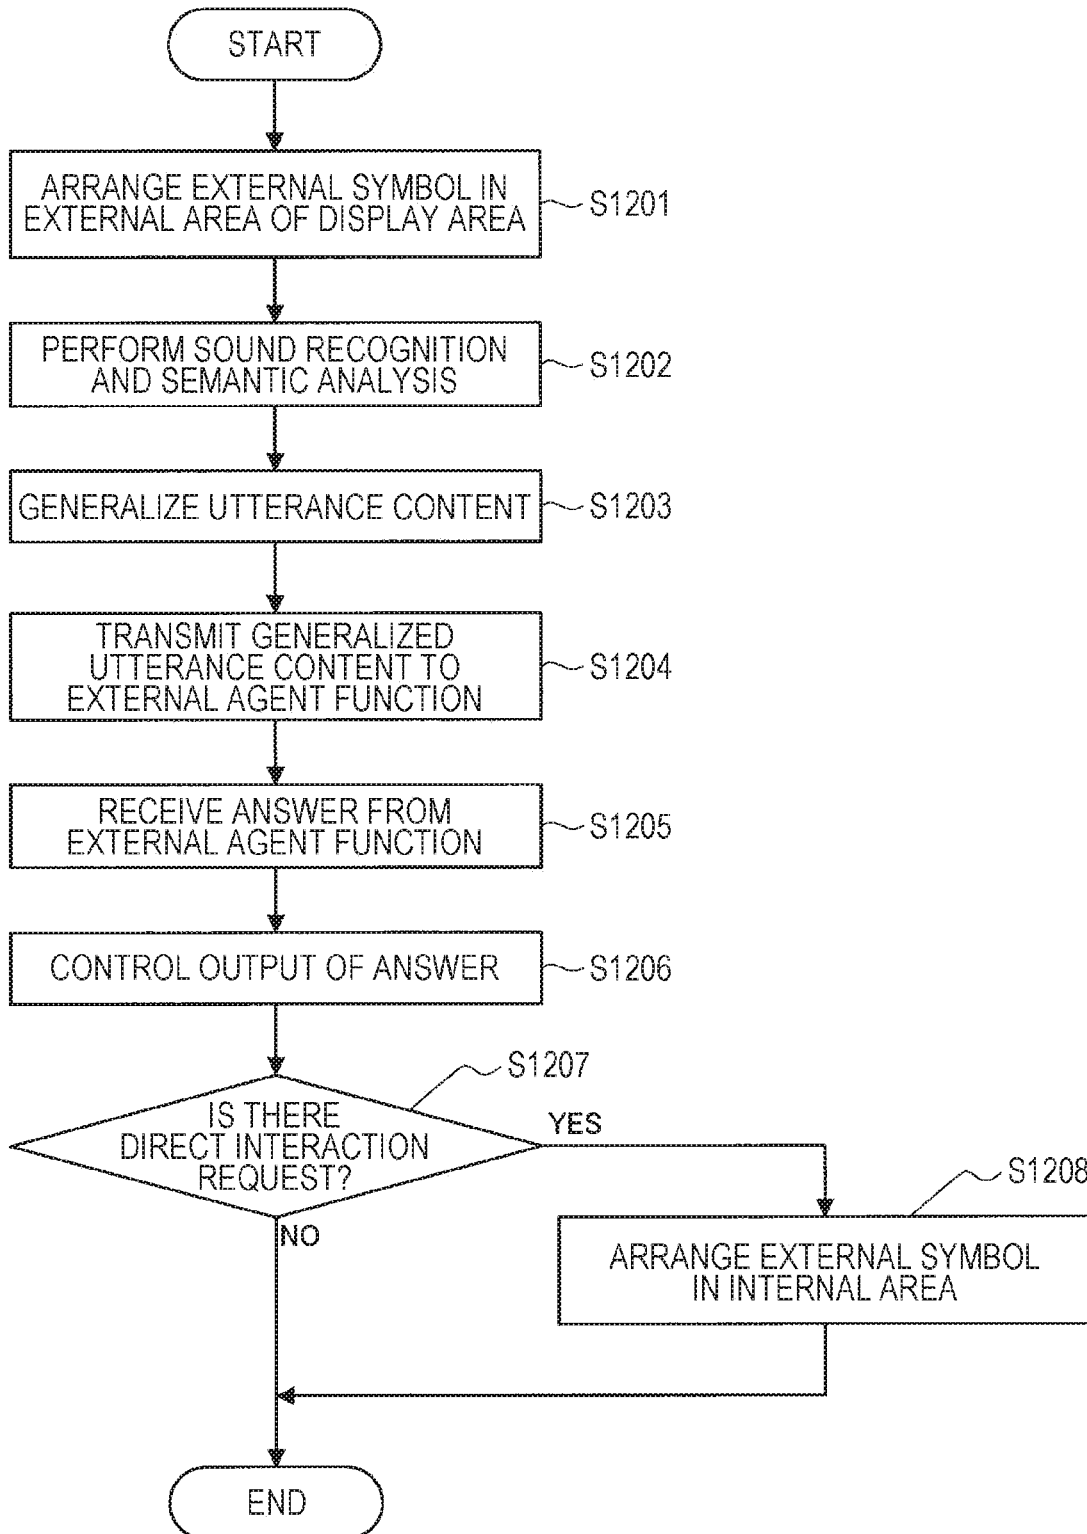 START
ARRANGE EXTERNAL SYMBOL IN
EXTERNAL AREA OF DISPLAY AREA
S1201
PERFORM SOUND RECOGNITION
AND SEMANTIC ANALYSIS
S1202
GENERALIZE UTTERANCE CONTENT
S1203
TRANSMIT GENERALIZED
UTTERANCE CONTENT TO
EXTERNAL AGENT FUNCTION
S1204
RECEIVE ANSWER FROM
EXTERNAL AGENT FUNCTION
S1205
CONTROL OUTPUT OF ANSWER
S1206
S1207
IS THERE
DIRECT INTERACTION
REQUEST?
YES
NO
S1208
ARRANGE EXTERNAL SYMBOL
IN INTERNAL AREA
END